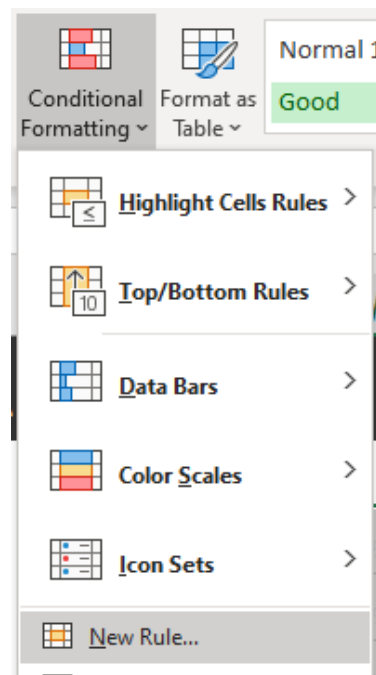 Normal 1
Conditional
Formatting
Format as
Table
Good
≤
Highlight Cells Rules
10
Top/Bottom Rules
Data Bars
Color Scales
Icon Sets
New Rule...